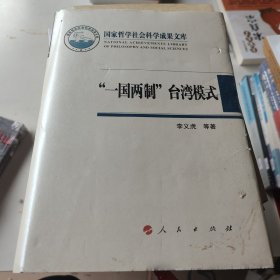 国家哲学社会科学成果文库
NATIONAL ACHIEVEMENTS LIBRARY
OF PHILOSOPHY AND SOCIAL SCIENCES
“一国两制”台湾模式
李义虎 等著
人民出版社